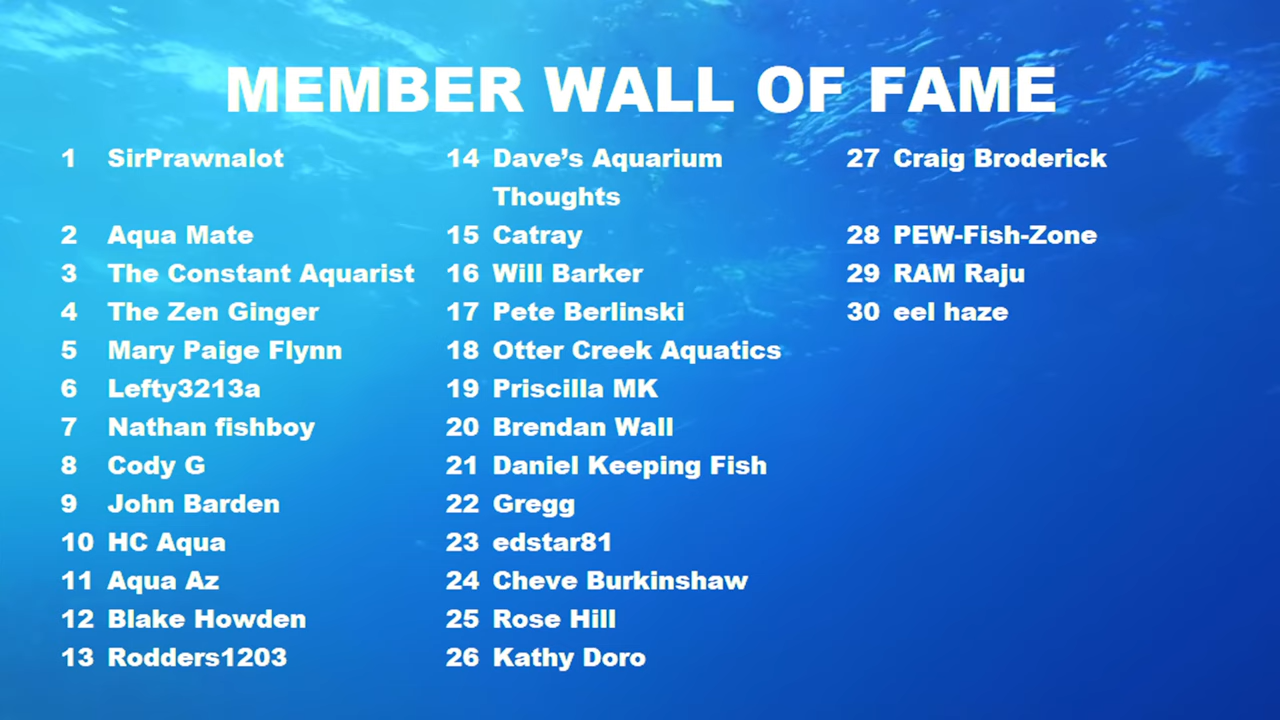 MEMBER WALL OF FAME
1 SirPrawnalot
2 Aqua Mate
3 The Constant Aquarist
4 The Zen Ginger
5 Mary Paige Flynn
6 Lefty3213a
7 Nathan fishboy
8 Cody G
9 John Barden
10 HC Aqua
11 Aqua Az
12 Blake Howden
13 Rodders1203
14 Dave’s Aquarium
Thoughts
15 Catray
16 Will Barker
17 Pete Berlinski
18 Otter Creek Aquatics
19 Priscilla MK
20 Brendan Wall
21 Daniel Keeping Fish
22 Gregg
23 edstar81
24 Cheve Burkinshaw
25 Rose Hill
26 Kathy Doro
27 Craig Broderick
28 PEW-Fish-Zone
29 RAM Raju
30 eel haze